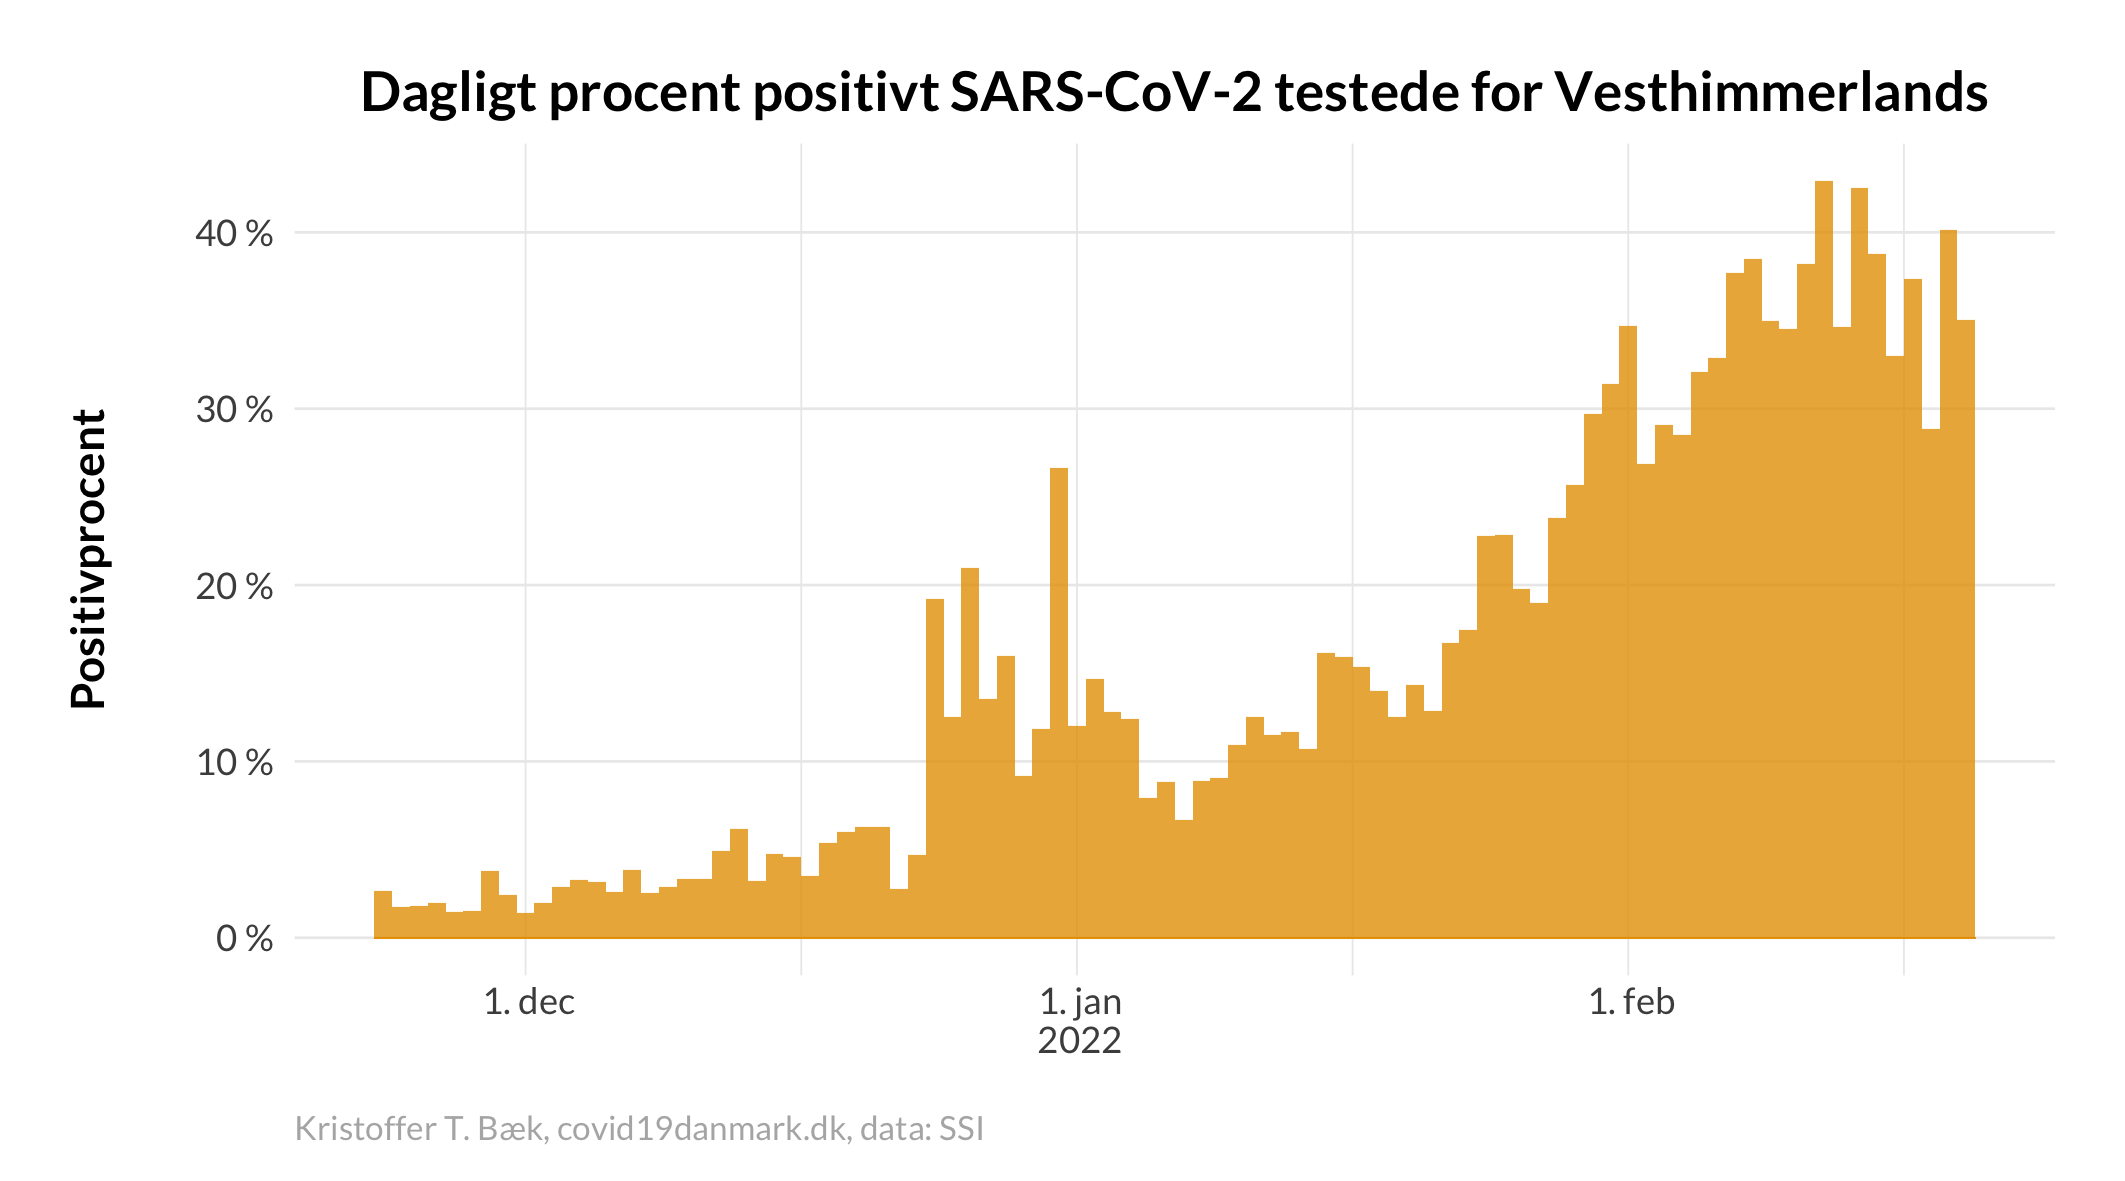 Dagligt procent positivt SARS-CoV-2 testede for Vesthimmerlands
Positivprocent
40 %
30 %
20 %
10 %
0 %
1. dec
1. jan
2022
1. feb
Kristoffer T. Bæk, covid19danmark.dk, data: SSI